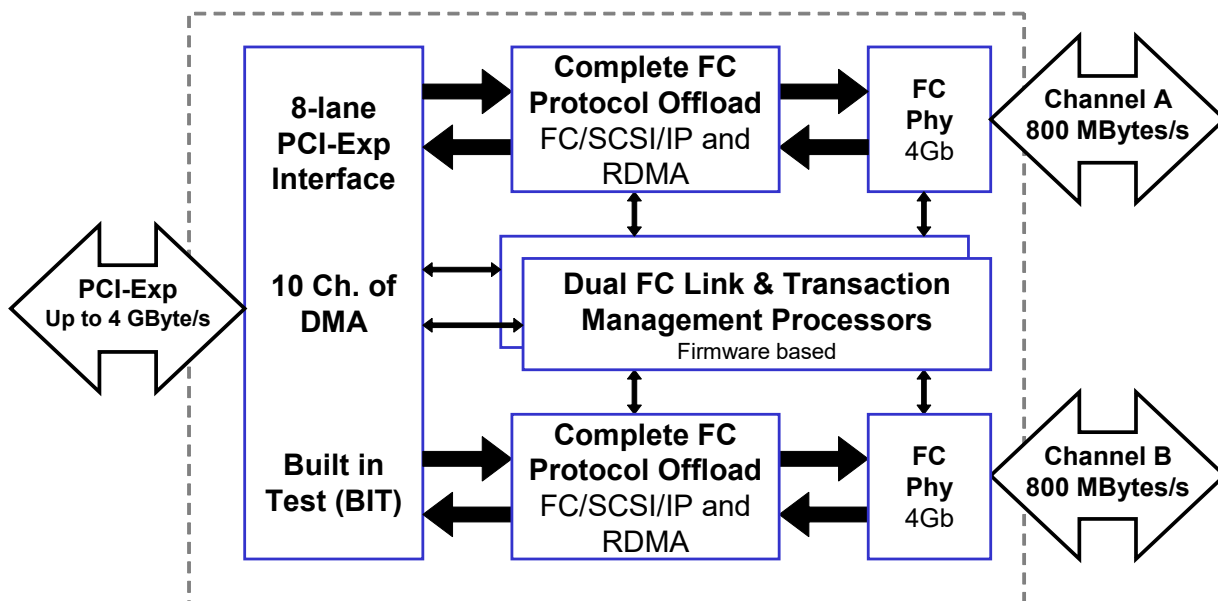 8-lane
PCI-Exp
Interface
10 Ch. of
DMA
Built in
Test (BIT)
PCI-Exp
Up to 4 GByte/s
Complete FC
Protocol Offload
FC/SCSI/IP and
RDMA
FC
Phy
4Gb
Channel A
800 MBytes/s
Dual FC Link & Transaction
Management Processors
Firmware based
Complete FC
Protocol Offload
FC/SCSI/IP and
RDMA
FC
Phy
4Gb
Channel B
800 MBytes/s